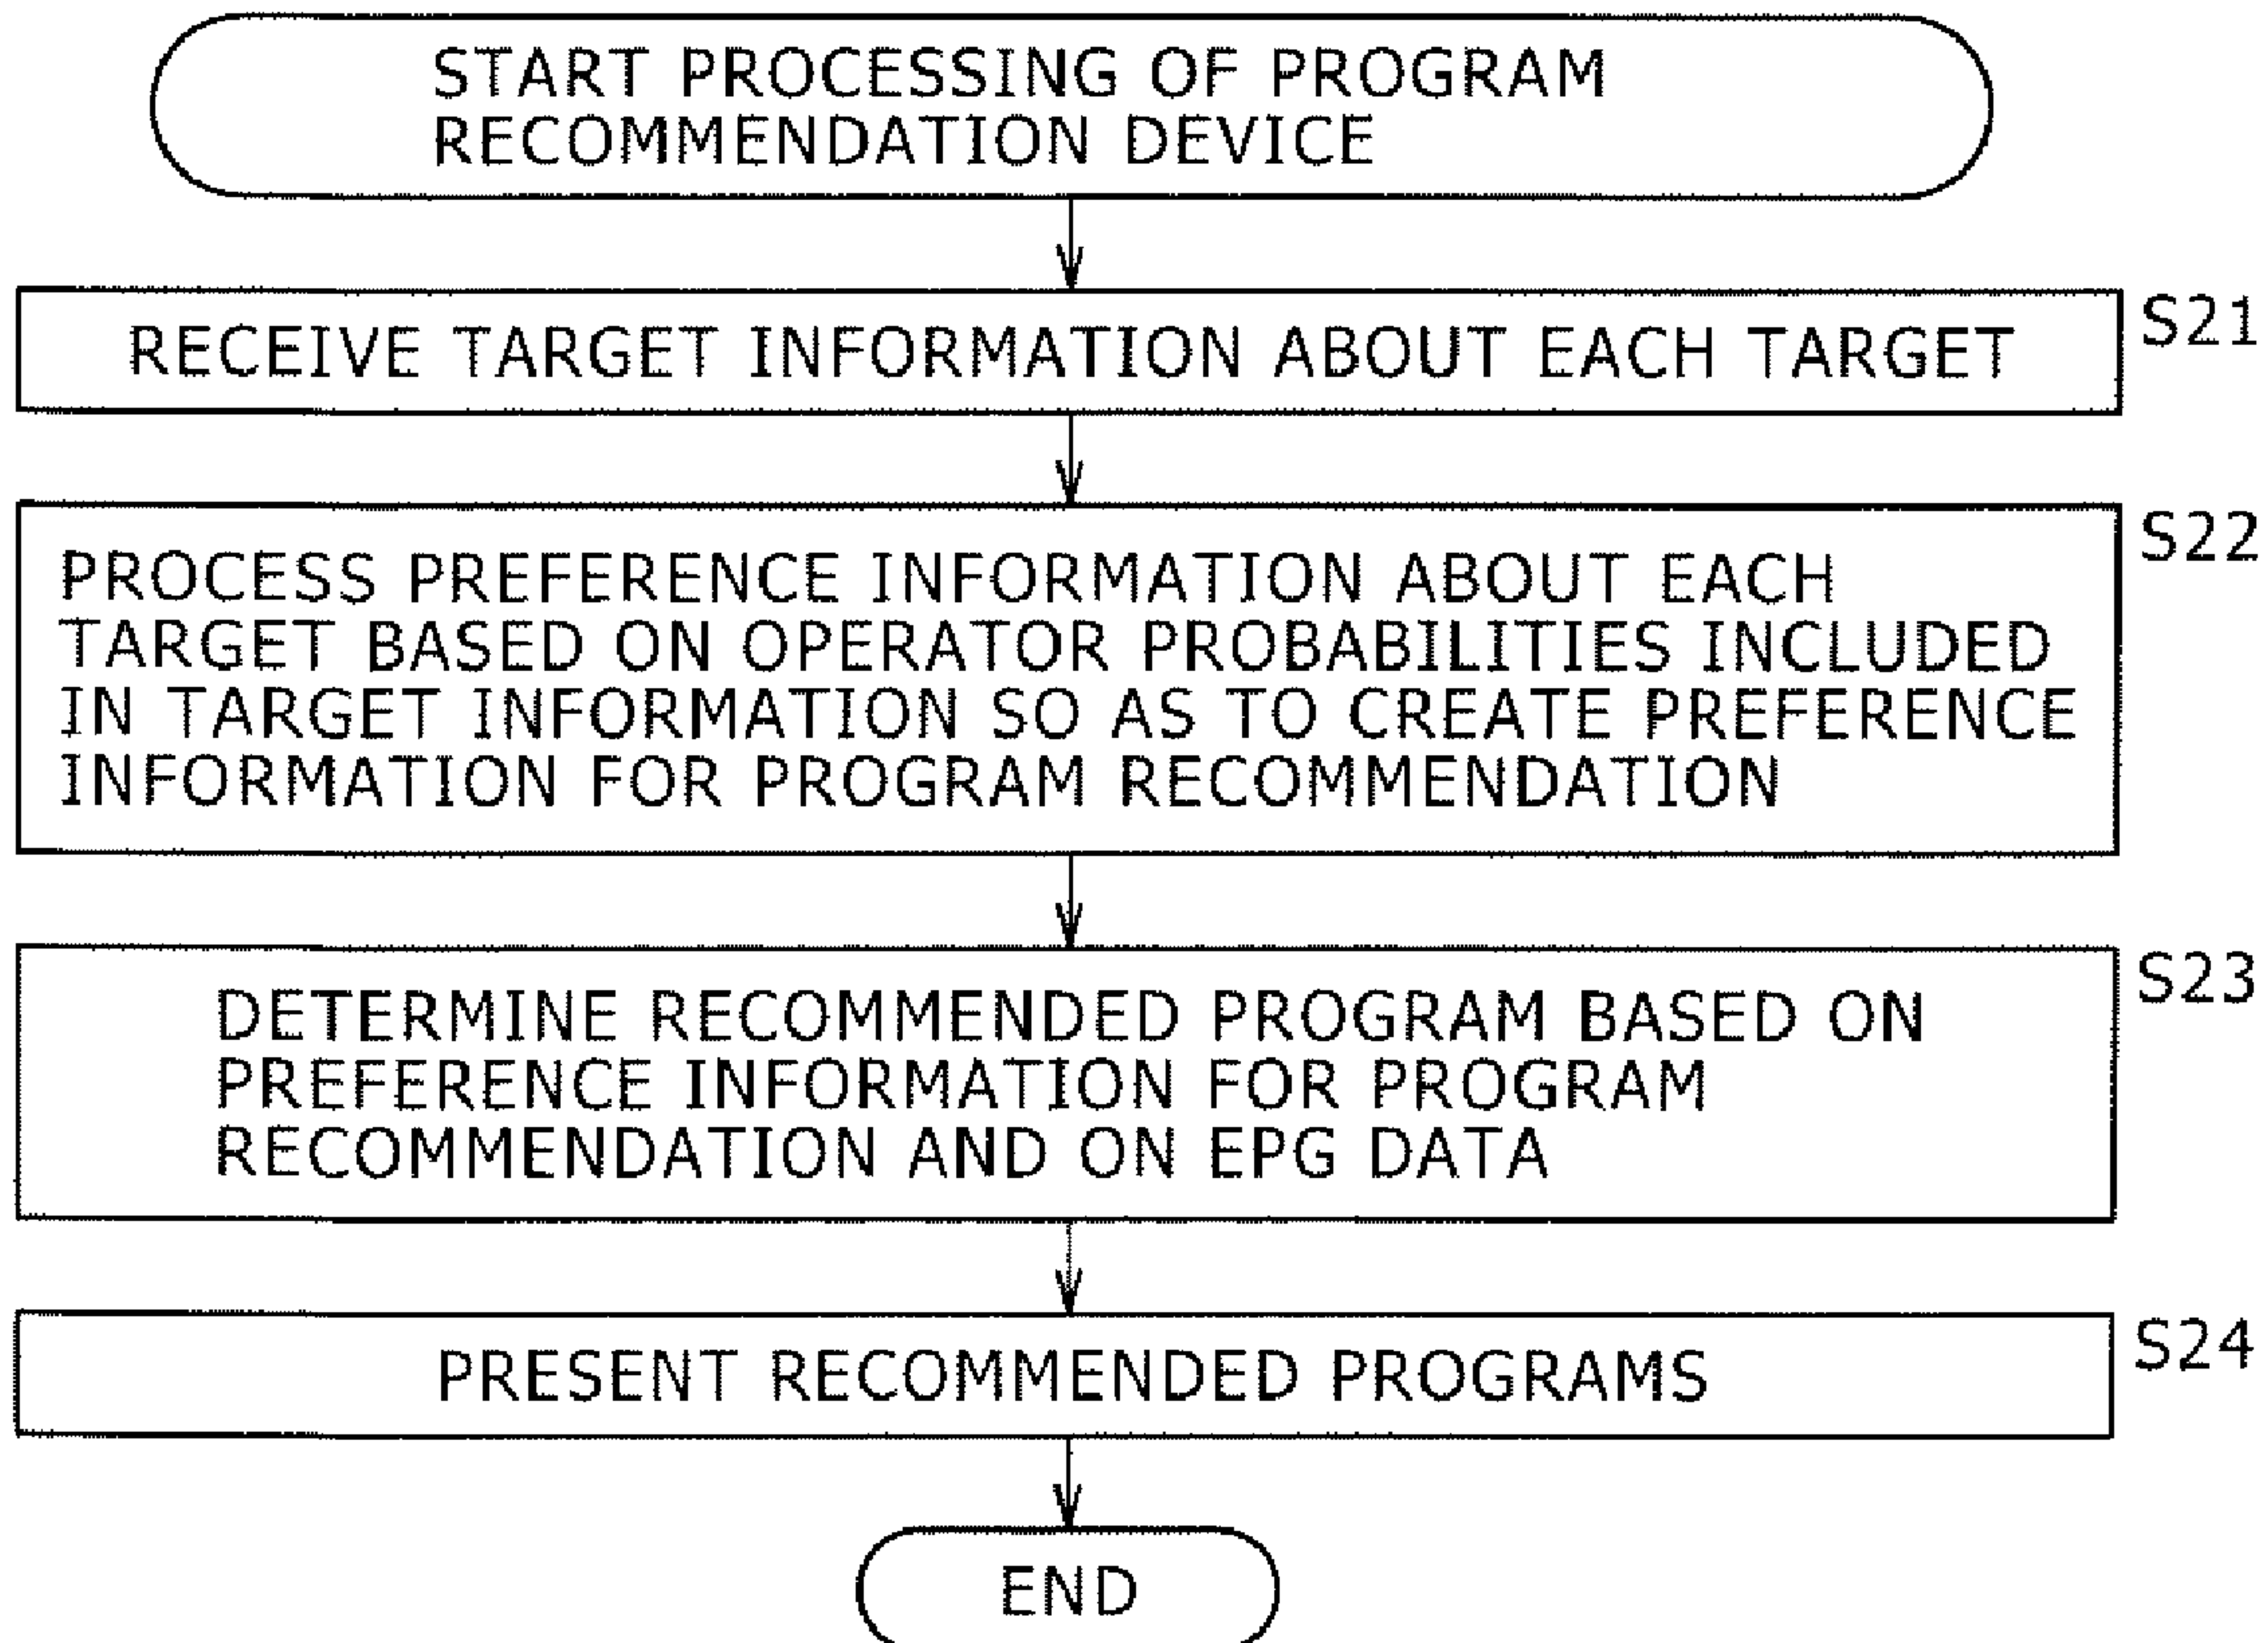 START PROCESSING OF PROGRAM
RECOMMENDATION DEVICE
RECEIVE TARGET INFORMATION ABOUT EACH TARGET
S21
PROCESS PREFERENCE INFORMATION ABOUT EACH
TARGET BASED ON OPERATOR PROBABILITIES INCLUDED
IN TARGET INFORMATION SO AS TO CREATE PREFERENCE
INFORMATION FOR PROGRAM RECOMMENDATION
S22
DETERMINE RECOMMENDED PROGRAM BASED ON
PREFERENCE INFORMATION FOR PROGRAM
RECOMMENDATION AND ON EPG DATA
S23
PRESENT RECOMMENDED PROGRAMS
S24
END